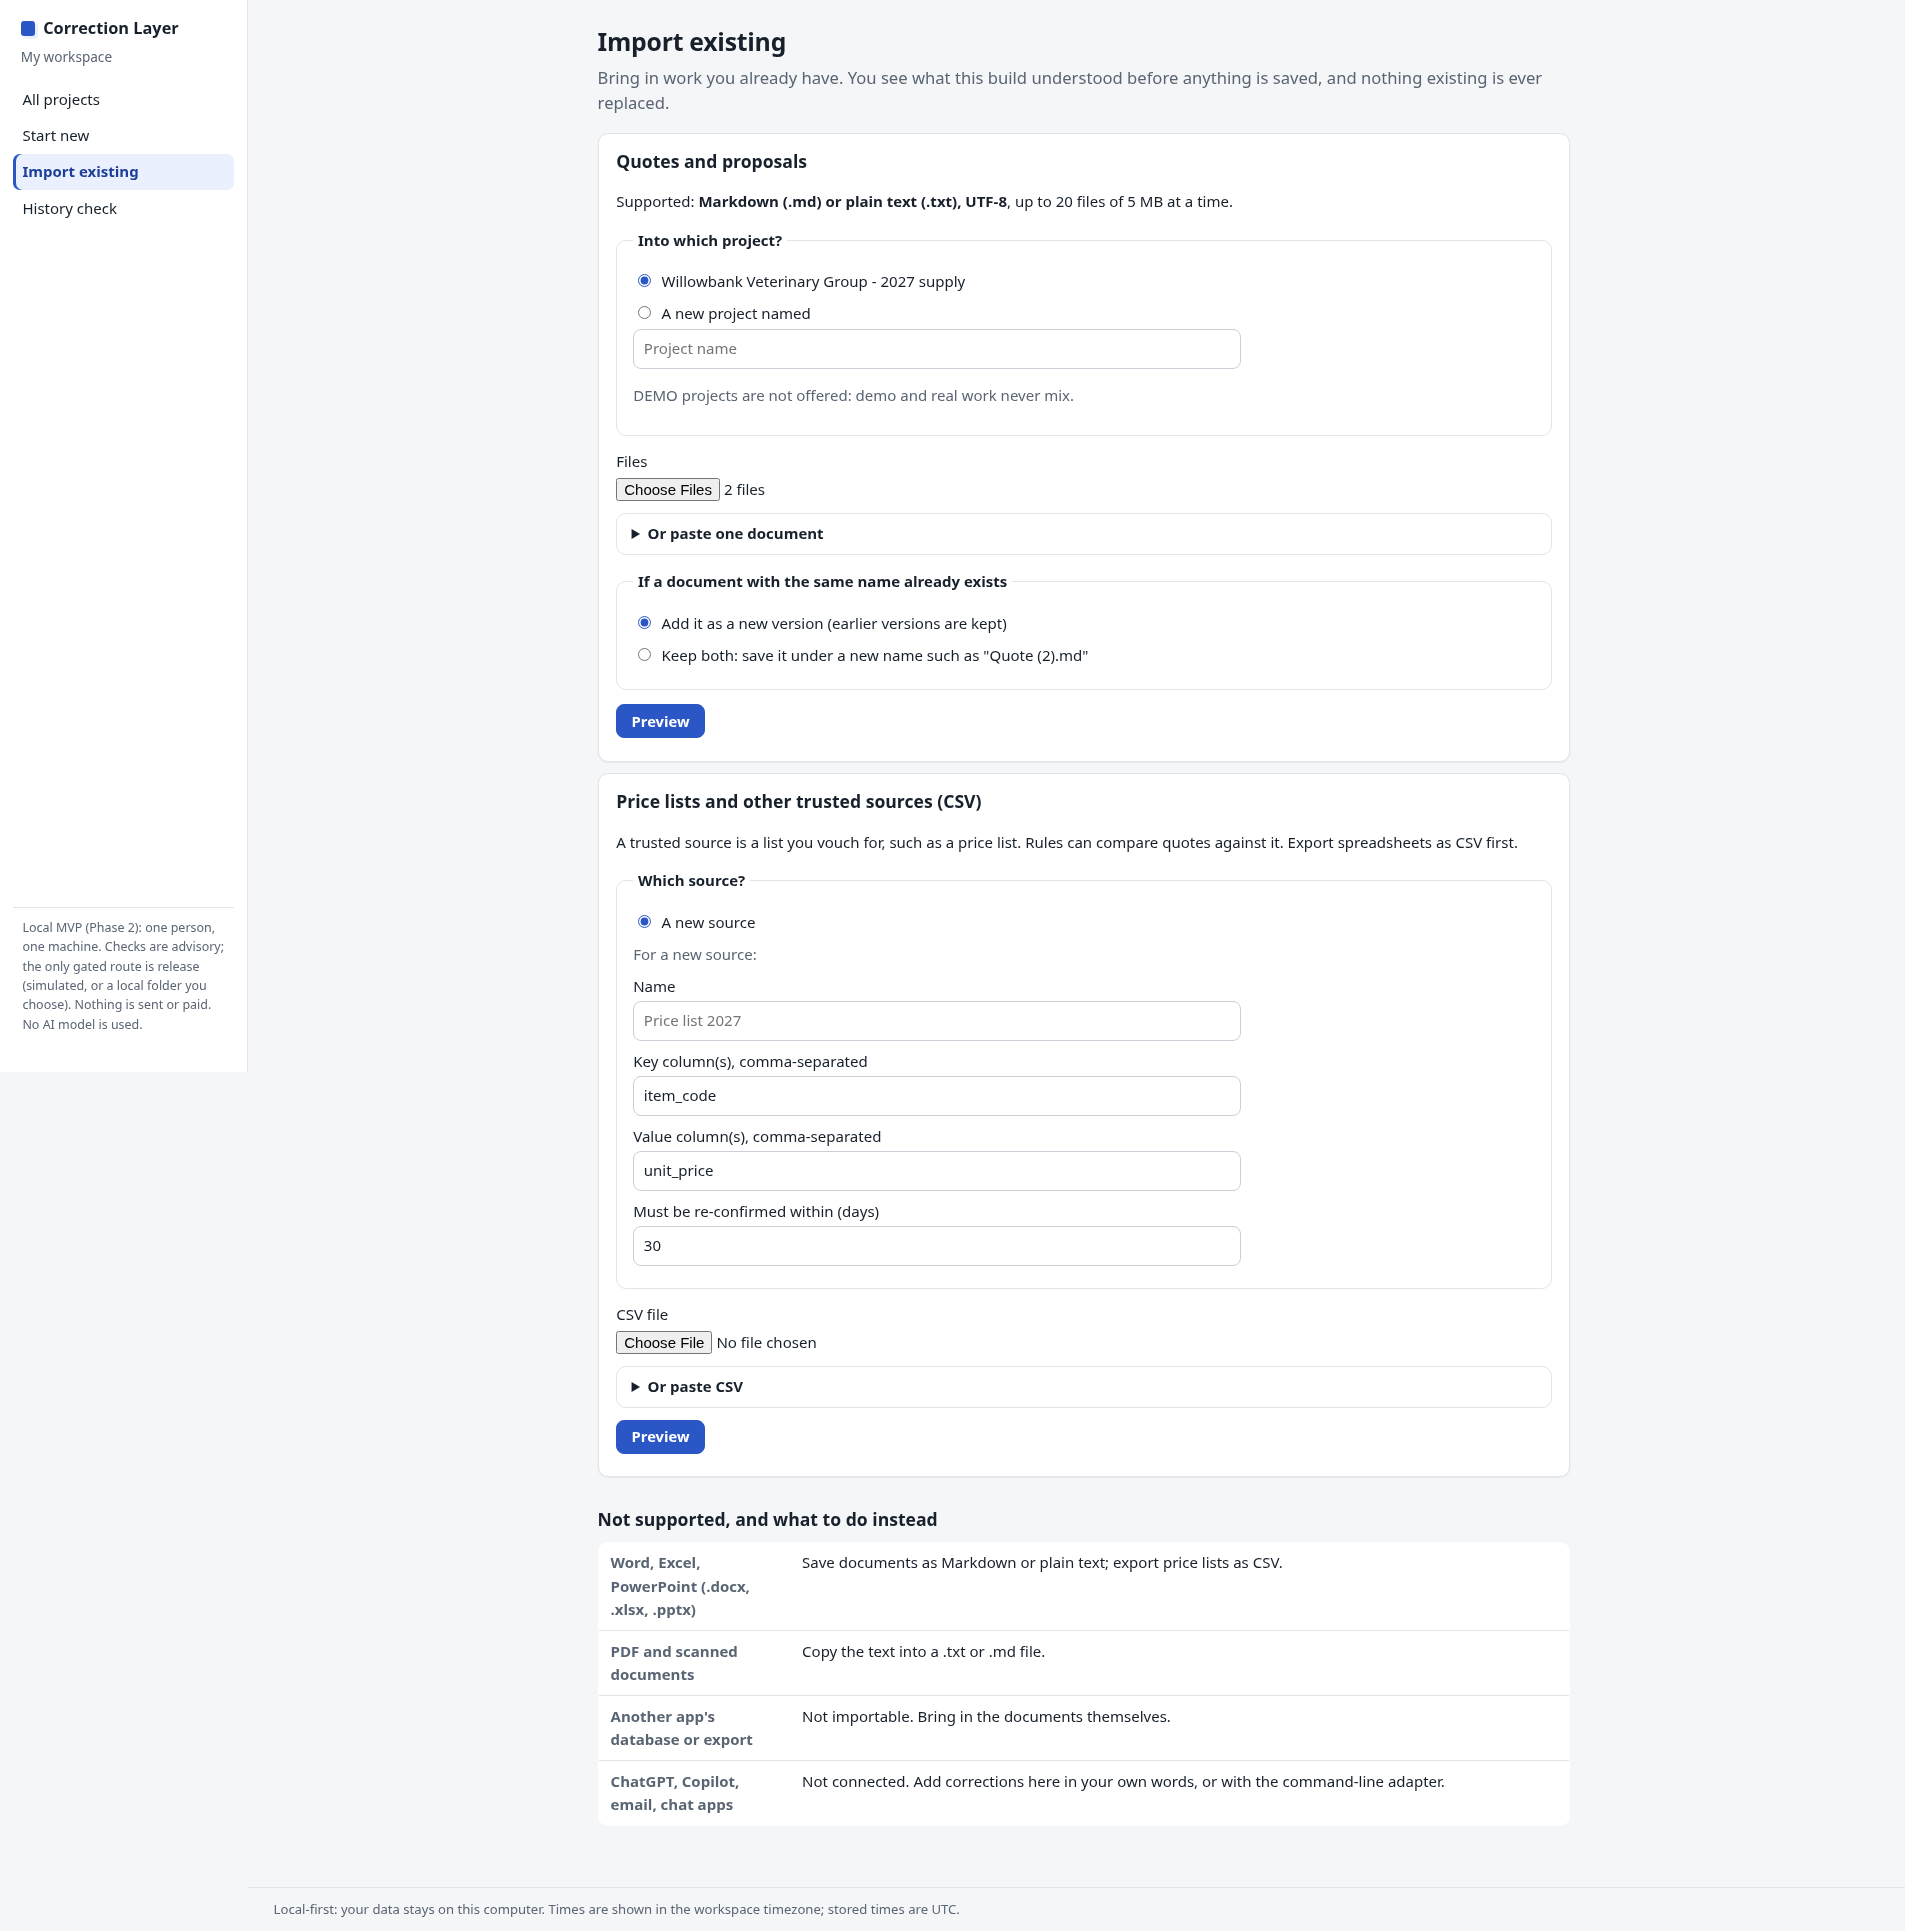 Correction Layer
My workspace
All projects
Start new
Import existing
History check
Local MVP (Phase 2): one person,
one machine. Checks are advisory;
the only gated route is release
(simulated, or a local folder you
choose). Nothing is sent or paid.
No AI model is used.
Import existing
Bring in work you already have. You see what this build understood before anything is saved, and nothing existing is ever
replaced.
Quotes and proposals
Supported: Markdown (.md) or plain text (.txt), UTF-8, up to 20 files of 5 MB at a time.
Into which project?
Willowbank Veterinary Group - 2027 supply
A new project named
Project name
DEMO projects are not offered: demo and real work never mix.
Files
Choose Files 2 files
Or paste one document
If a document with the same name already exists
Add it as a new version (earlier versions are kept)
Keep both: save it under a new name such as "Quote (2).md"
Preview
Price lists and other trusted sources (CSV)
A trusted source is a list you vouch for, such as a price list. Rules can compare quotes against it. Export spreadsheets as CSV first.
Which source?
A new source
For a new source:
Name
Price list 2027
Key column(s), comma-separated
item_code
Value column(s), comma-separated
unit_price
Must be re-confirmed within (days)
30
CSV file
Choose File No file chosen
Or paste CSV
Preview
Not supported, and what to do instead
Word, Excel,
PowerPoint (.docx,
.xlsx, .pptx)
Save documents as Markdown or plain text; export price lists as CSV.
PDF and scanned
documents
Copy the text into a .txt or .md file.
Another app's
database or export
Not importable. Bring in the documents themselves.
ChatGPT, Copilot,
email, chat apps
Not connected. Add corrections here in your own words, or with the command-line adapter.
Local-first: your data stays on this computer. Times are shown in the workspace timezone; stored times are UTC.